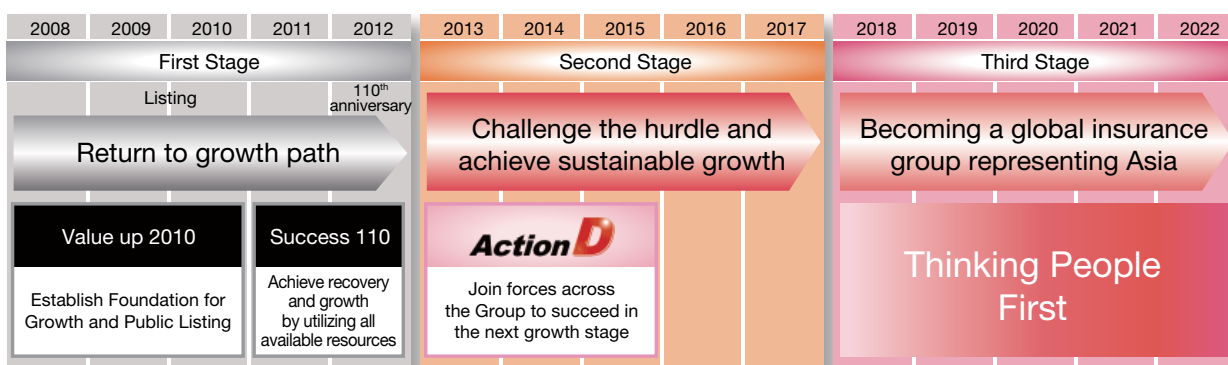 2008 2009 2010 2011 2012 2013 2014 2015 2016 2017 2018 2019 2020 2021 2022
First Stage
Second Stage
Third Stage
Listing
110th
anniversary
Return to growth path
Challenge the hurdle and
achieve sustainable growth
Becoming a global insurance
group representing Asia
Value up 2010
Establish Foundation for
Growth and Public Listing
Success 110
Achieve recovery
and growth
by utilizing all
available resources
Action D
Join forces across
the Group to succeed in
the next growth stage
Thinking People
First